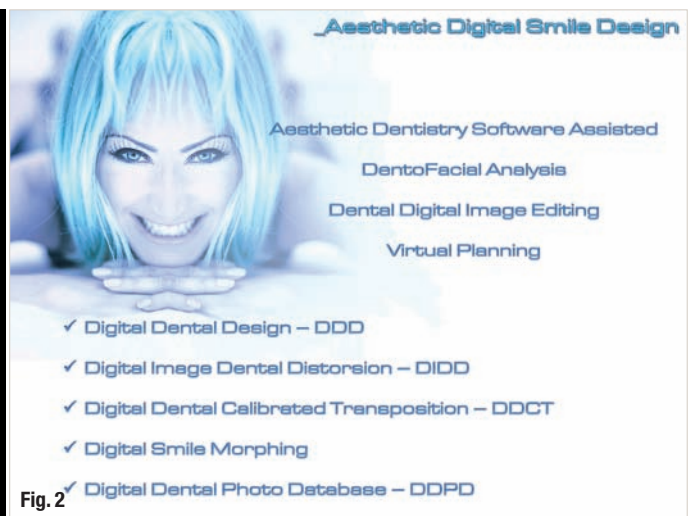 _Aesthetic Digital Smile Design
Aesthetic Dentistry Software Assisted
DentoFacial Analysis
Dental Digital Image Editing
Virtual Planning
✓ Digital Dental Design – DDD
✓ Digital Image Dental Distorsion – DIDD
✓ Digital Dental Calibrated Transposition – DDCT
✓ Digital Smile Morphing
✓ Digital Dental Photo Database – DDPD
Fig. 2